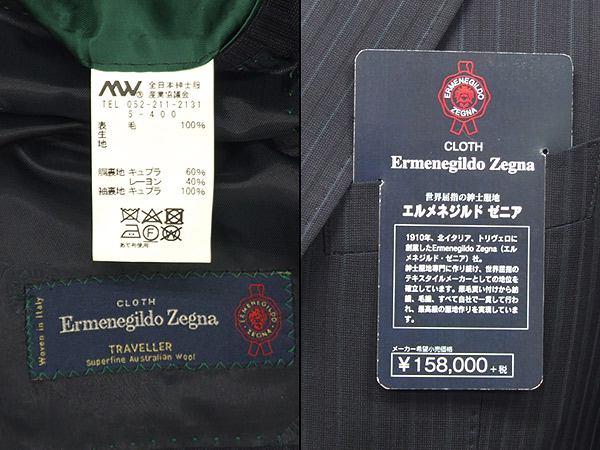 MW
® 全日本紳士服
産業協議会
TEL 052-211-2131
S-400
表 毛 100%
生
地
胴裏地 キュプラ 60%
レーヨン 40%
袖裏地 キュプラ 100%
F
あて布使用
Woven in Italy
CLOTH
Ermenegildo Zegna
TRAVELLER
Superfine Australian Wool
ERMENEGILDO
ZEGNA
ERMENEGILDO
ZEGNA
CLOTH
Ermenegildo Zegna
世界屈指の紳士服地
エルメネジルド ゼニア
1910年、北イタリア、トリヴェロに
創業したErmenegildo Zegna(エル
メネジルド・ゼニア)社。
紳士服地専門に作り続け、世界屈指の
テキスタイルメーカーとしての地位を
確立しています。原毛買い付けから紡
績、毛織、すべて自社で一貫して行わ
れ、最高級の服地作りを実現していま
す。
メーカー希望小売価格
¥158,000+税